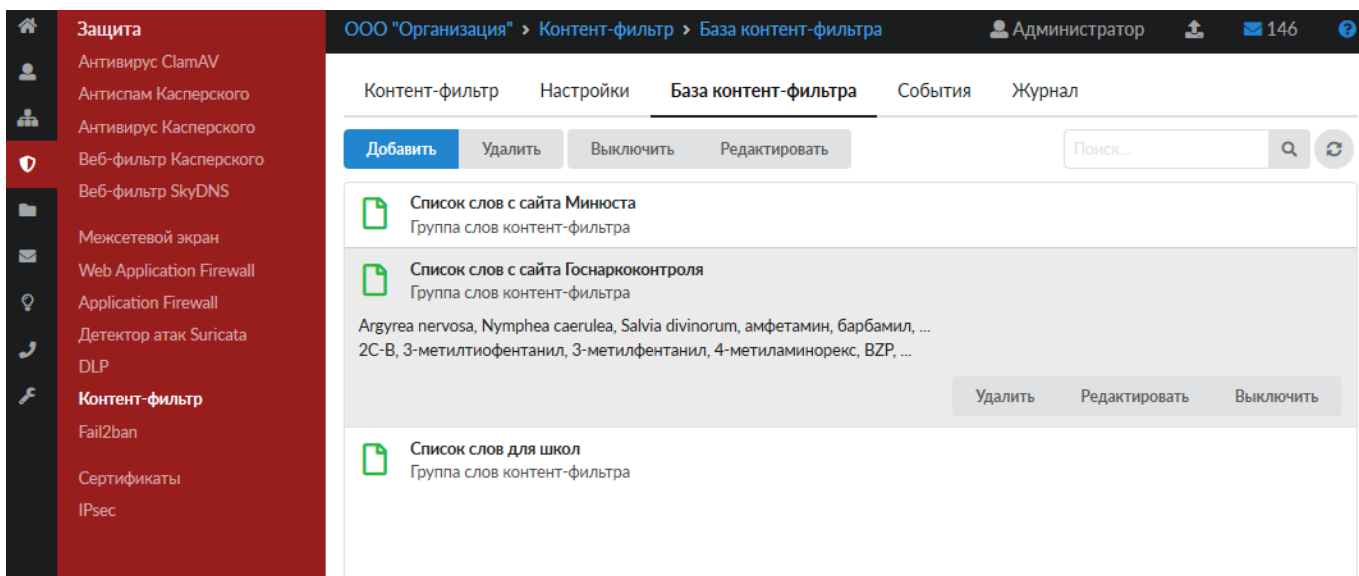 Защита
Антивирус ClamAV
Антиспам Касперского
Антивирус Касперского
Веб-фильтр Касперского
Веб-фильтр SkyDNS
Межсетевой экран
Web Application Firewall
Application Firewall
Детектор атак Suricata
DLP
Контент-фильтр
Fail2ban
Сертификаты
IPsec
ООО "Организация" > Контент-фильтр > База контент-фильтра Администратор 146
Контент-фильтр Настройки База контент-фильтра События Журнал
Добавить Удалить Выключить Редактировать Поиск...
Список слов с сайта Минюста
Группа слов контент-фильтра
Список слов с сайта Госнаркоконтроля
Группа слов контент-фильтра
Argyrea nervosa, Nymphea caerulea, Salvia divinorum, амфетамин, барбамил, ...
2C-B, 3-метилтиофентанил, 3-метилфентанил, 4-метиламинорекс, BZP, ...
Удалить Редактировать Выключить
Список слов для школ
Группа слов контент-фильтра